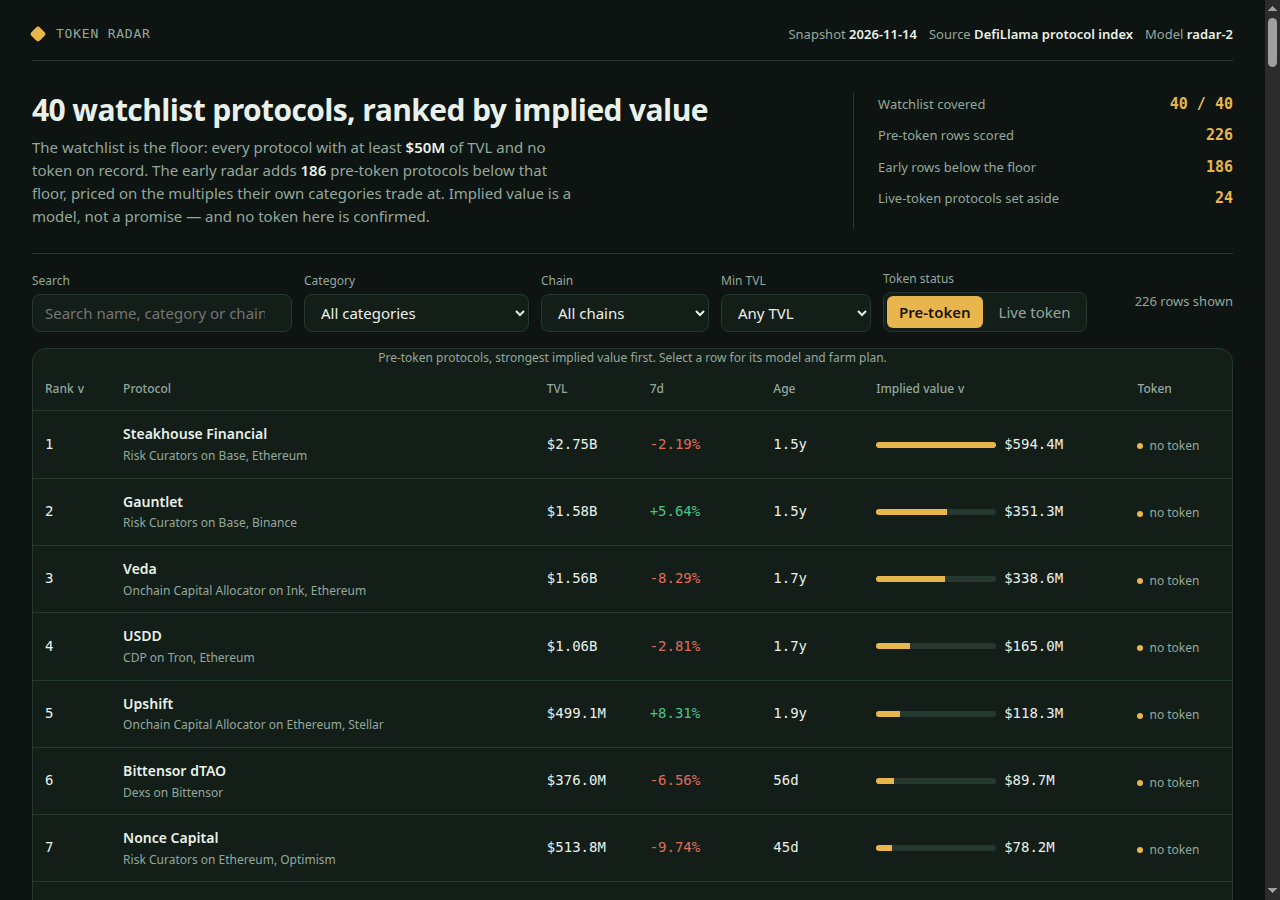 TOKEN RADAR
Snapshot 2026-11-14 Source DefiLlama protocol index Model radar-2
40 watchlist protocols, ranked by implied value
The watchlist is the floor: every protocol with at least $50M of TVL and no
token on record. The early radar adds 186 pre-token protocols below that
floor, priced on the multiples their own categories trade at. Implied value is a
model, not a promise — and no token here is confirmed.
Watchlist covered 40 / 40
Pre-token rows scored 226
Early rows below the floor 186
Live-token protocols set aside 24
Search Category Chain Min TVL Token status
Search name, category or chain All categories All chains Any TVL Pre-token Live token 226 rows shown
Pre-token protocols, strongest implied value first. Select a row for its model and farm plan.
Rank v Protocol TVL 7d Age Implied value v Token
1 Steakhouse Financial $2.75B -2.19% 1.5y $594.4M no token
Risk Curators on Base, Ethereum
2 Gauntlet $1.58B +5.64% 1.5y $351.3M no token
Risk Curators on Base, Binance
3 Veda $1.56B -8.29% 1.7y $338.6M no token
Onchain Capital Allocator on Ink, Ethereum
4 USDD $1.06B -2.81% 1.7y $165.0M no token
CDP on Tron, Ethereum
5 Upshift $499.1M +8.31% 1.9y $118.3M no token
Onchain Capital Allocator on Ethereum, Stellar
6 Bittensor dTAO $376.0M -6.56% 56d $89.7M no token
Dexs on Bittensor
7 Nonce Capital $513.8M -9.74% 45d $78.2M no token
Risk Curators on Ethereum, Optimism